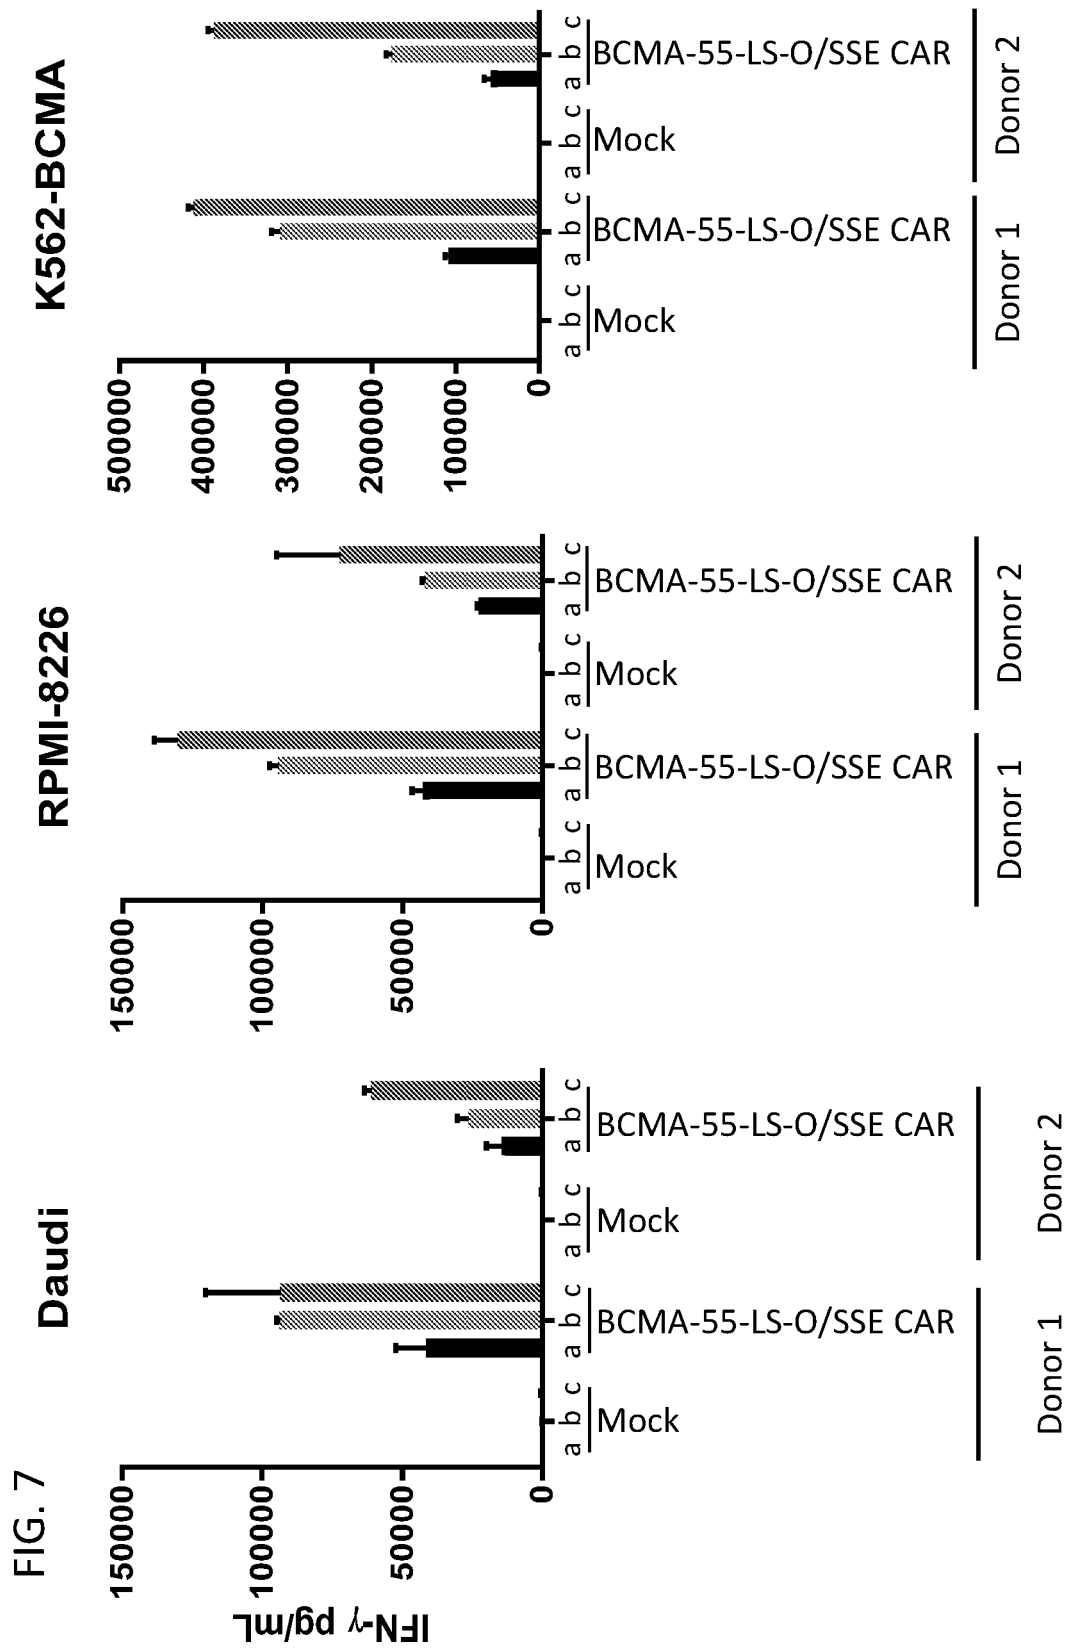 FIG. 7
IFN-γ pg/mL
Daudi
150000
100000
50000
0
a b c a b c a b c a b c
Mock BCMA-55-LS-O/SSE CAR Mock BCMA-55-LS-O/SSE CAR
Donor 1 Donor 2
RPMI-8226
150000
100000
50000
0
a b c a b c a b c a b c
Mock BCMA-55-LS-O/SSE CAR Mock BCMA-55-LS-O/SSE CAR
Donor 1 Donor 2
K562-BCMA
500000
400000
300000
200000
100000
0
a b c a b c a b c a b c
Mock BCMA-55-LS-O/SSE CAR Mock BCMA-55-LS-O/SSE CAR
Donor 1 Donor 2